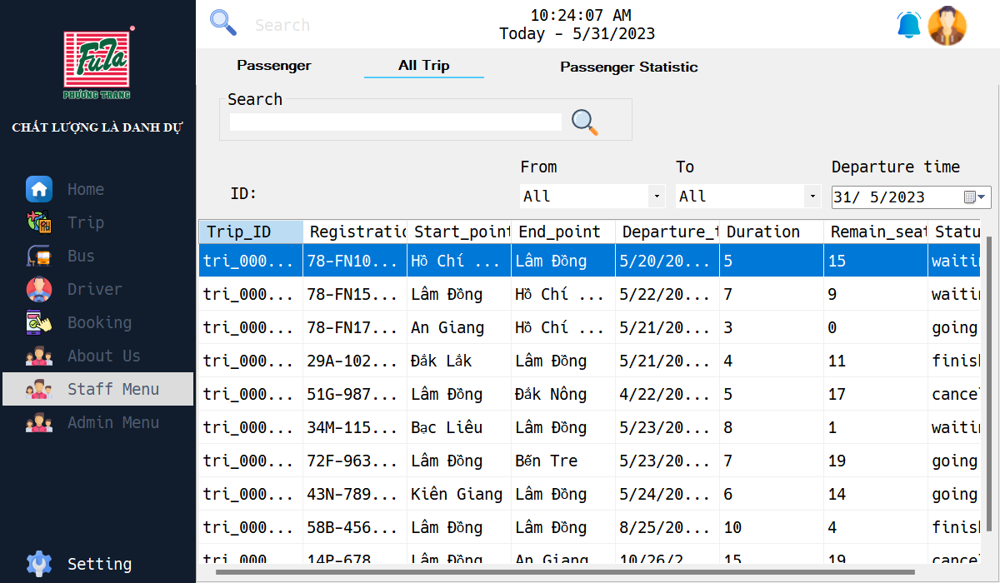 FuTa
PHƯƠNG TRANG
CHẤT LƯỢNG LÀ DANH DỰ
Home
Trip
Bus
Driver
Booking
About Us
Staff Menu
Admin Menu
Setting
Search
10:24:07 AM
Today - 5/31/2023
Passenger All Trip Passenger Statistic
Search
From To Departure time
ID: All All 31/ 5/2023
Trip_ID Registratio Start_point End_point Departure_t Duration Remain_seat Statu
tri_000... 78-FN10... Hồ Chí ... Lâm Đồng 5/20/20... 5 15 waitin
tri_000... 78-FN15... Lâm Đồng Hồ Chí ... 5/22/20... 7 9 waitin
tri_000... 78-FN17... An Giang Hồ Chí ... 5/21/20... 3 0 going
tri_000... 29A-102... Đắk Lắk Lâm Đồng 5/21/20... 4 11 finish
tri_000... 51G-987... Lâm Đồng Đắk Nông 4/22/20... 5 17 cance
tri_000... 34M-115... Bạc Liêu Lâm Đồng 5/23/20... 8 1 waitin
tri_000... 72F-963... Lâm Đồng Bến Tre 5/23/20... 7 19 going
tri_000... 43N-789... Kiên Giang Lâm Đồng 5/24/20... 6 14 going
tri_000... 58B-456... Lâm Đồng Lâm Đồng 8/25/20... 10 4 finish
tri_000... 14P-678... Lâm Đồng An Giang 10/26/2... 15 19 cance